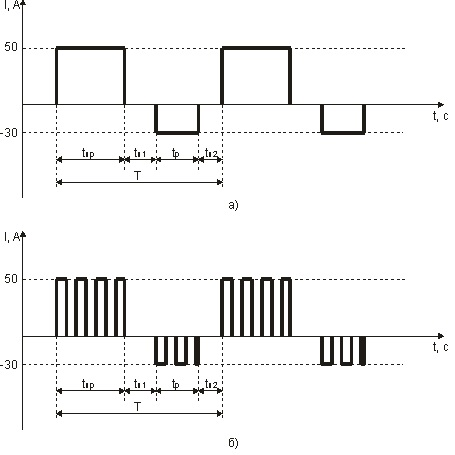 I, А
50
t, с
-30
tпр tп1 tр tп2
T
а)
I, А
50
t, с
-30
tпр tп1 tр tп2
T
б)